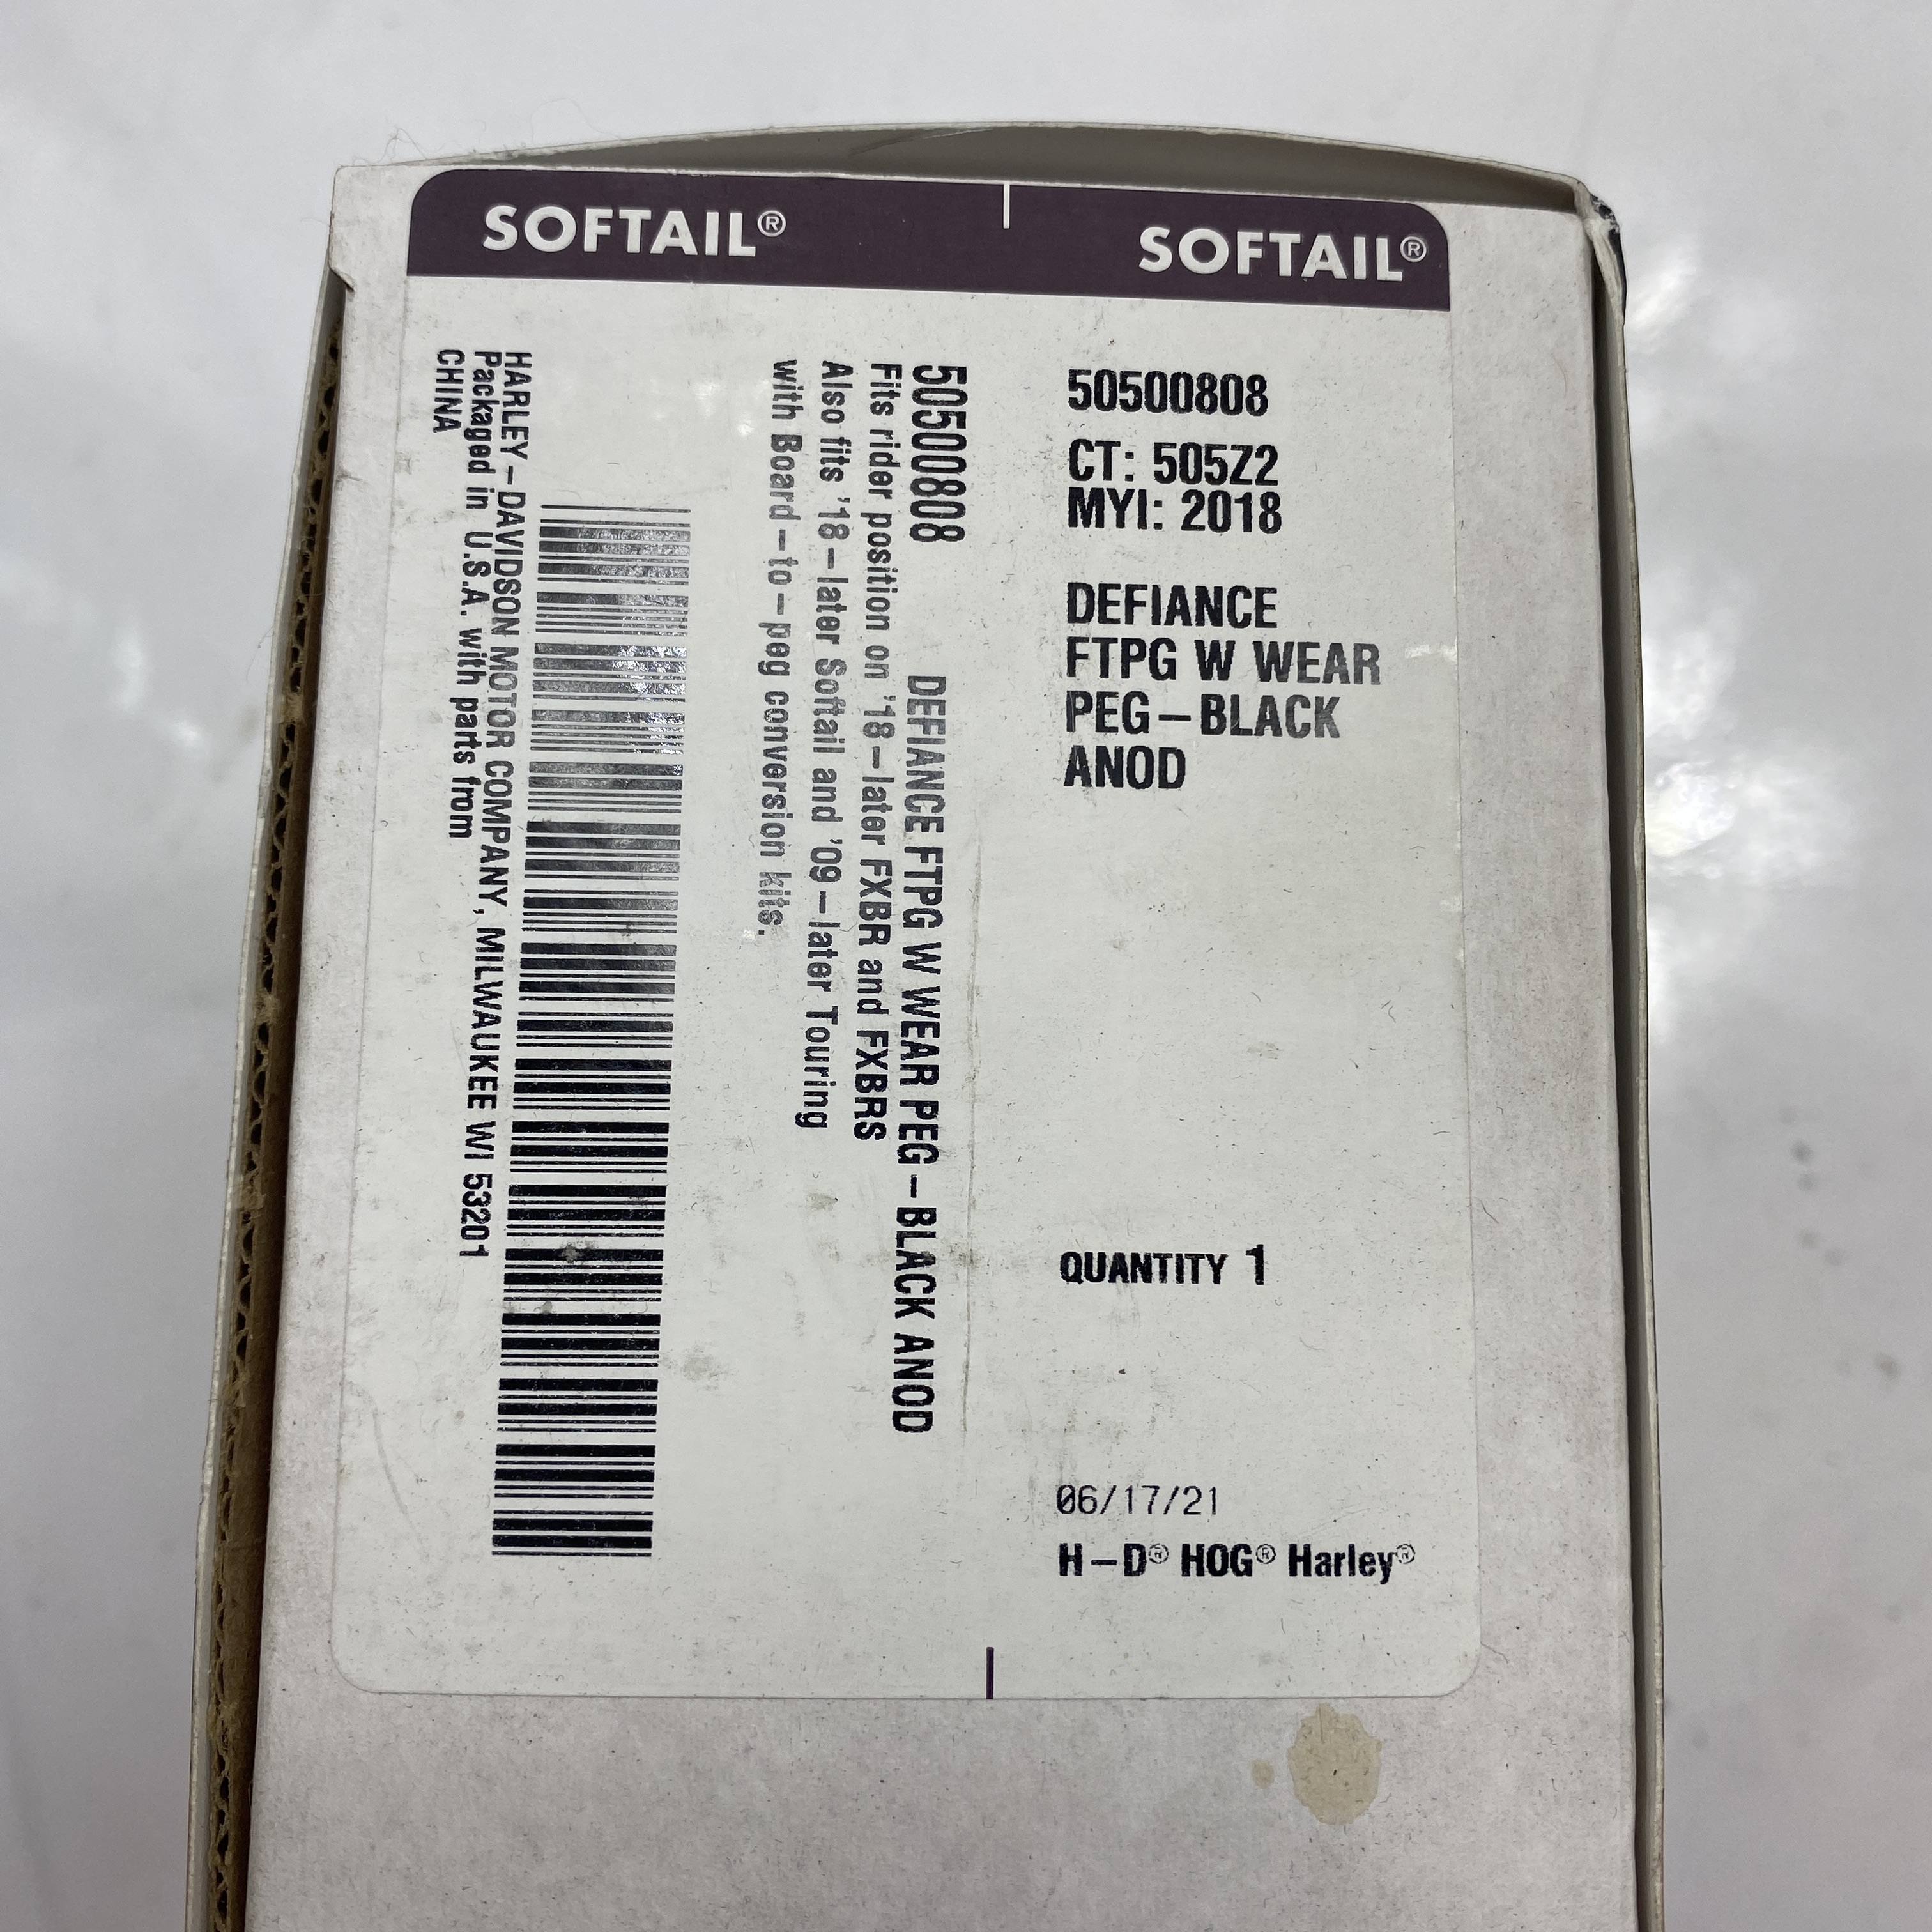 SOFTAIL®
SOFTAIL®
50500808
CT: 505Z2
MYI: 2018
DEFIANCE
FTPG W WEAR
PEG-BLACK
ANOD
QUANTITY 1
06/17/21
H-D® HOG® Harley®
50500808 DEFIANCE FTPG W WEAR PEG-BLACK ANOD
Fits rider position on '18-later FXBR and FXBRS
Also fits '18-later Softail and '09-later Touring
with Board-to-peg conversion kits.
HARLEY-DAVIDSON MOTOR COMPANY, MILWAUKEE WI 53201
Packaged in U.S.A. with parts from
CHINA